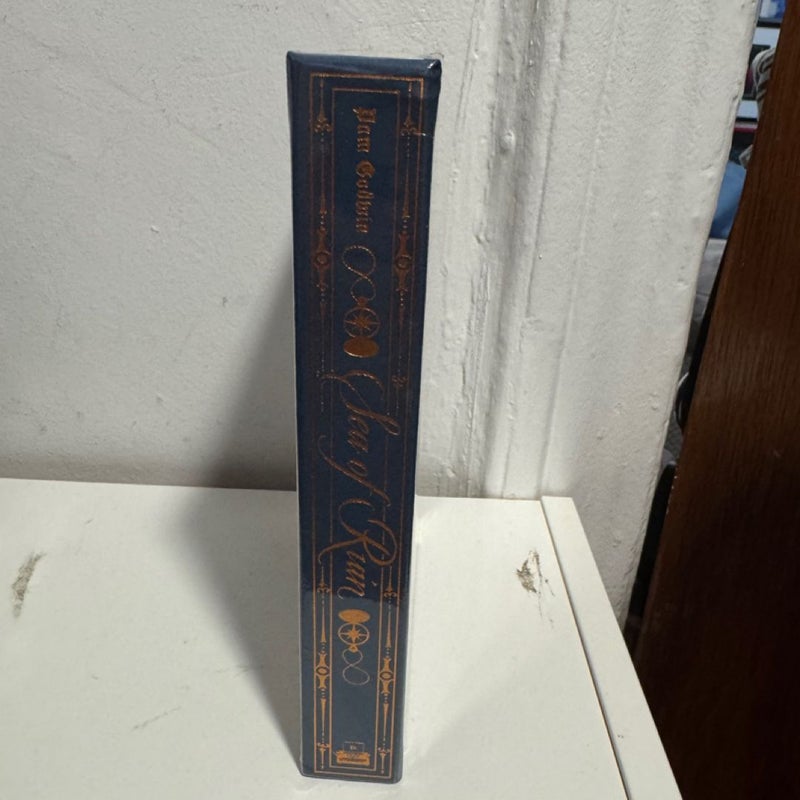 Pam Godwin
Sea of Ruin